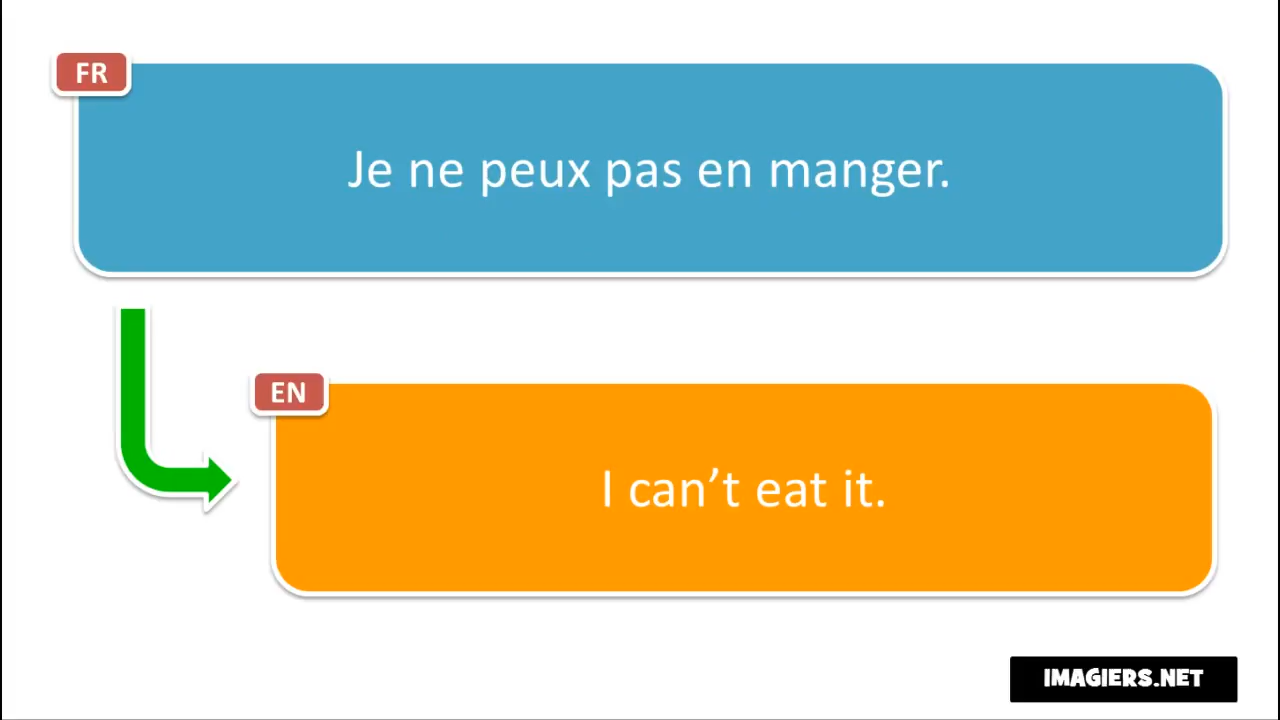 FR
Je ne peux pas en manger.
EN
I can’t eat it.
IMAGIERS.NET